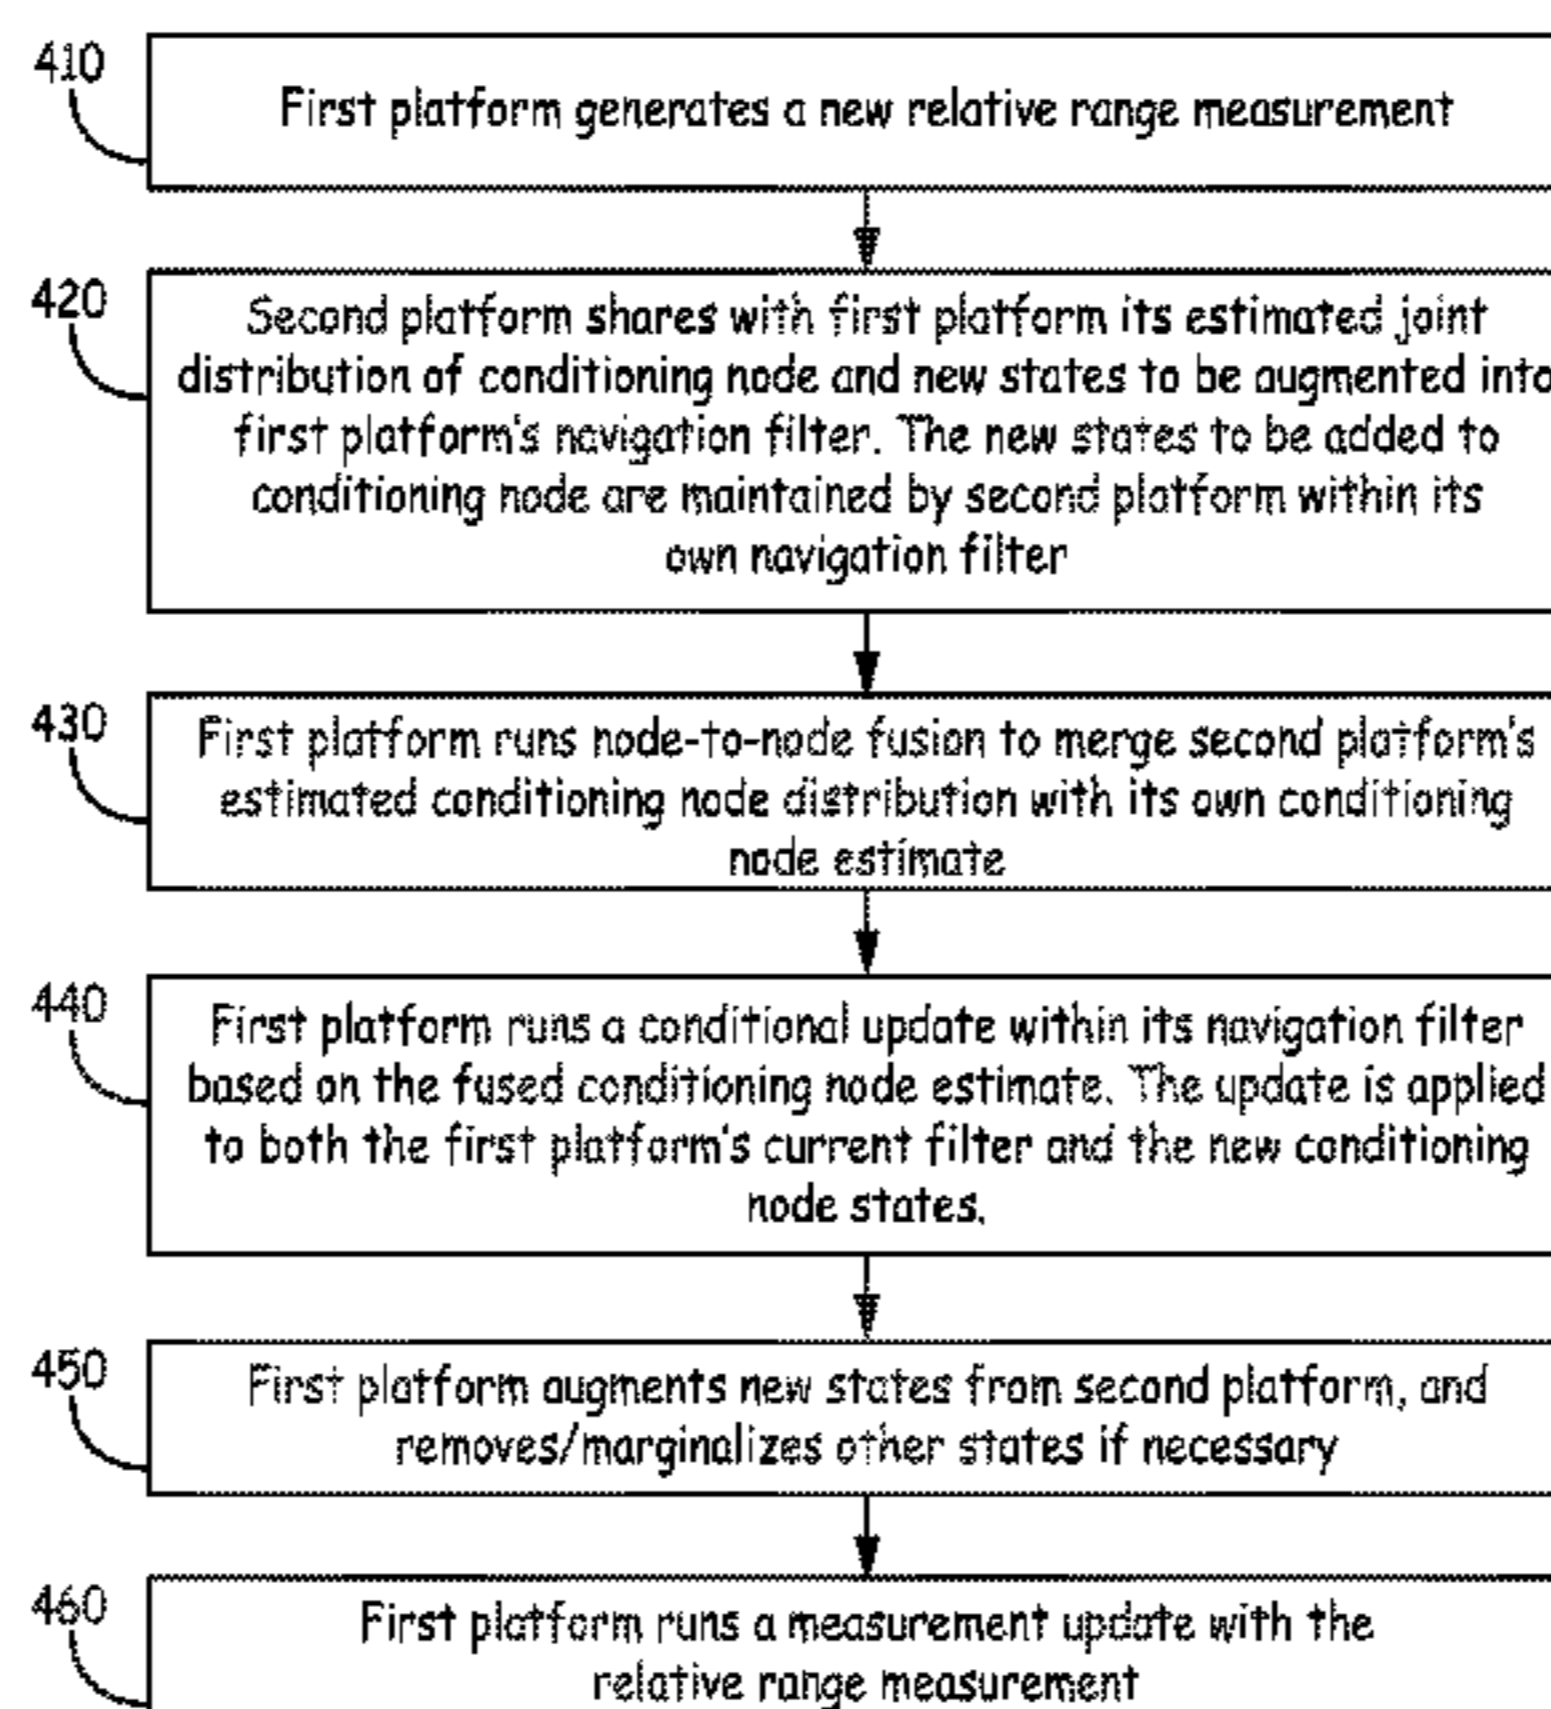 410
First platform generates a new relative range measurement
420
Second platform shares with first platform its estimated joint
distribution of conditioning node and new states to be augmented into
first platform's navigation filter. The new states to be added to
conditioning node are maintained by second platform within its
own navigation filter
430
First platform runs node-to-node fusion to merge second platform's
estimated conditioning node distribution with its own conditioning
node estimate
440
First platform runs a conditional update within its navigation filter
based on the fused conditioning node estimate. The update is applied
to both the first platform's current filter and the new conditioning
node states.
450
First platform augments new states from second platform, and
removes/marginalizes other states if necessary
460
First platform runs a measurement update with the
relative range measurement